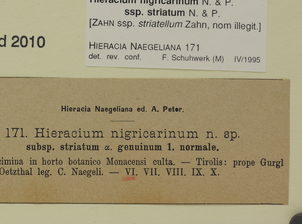 Hieracium nigricarinum N. & P.
ssp. striatum N. & P.
[ZAHN ssp. striatellum Zahn, nom illegit.]
HIERACIA NAEGELIANA 171
det. rev. conf. F. Schuhwerk (M) IV/1995
d 2010
Hieracia Naegeliana ed. A. Peter.
171. Hieracium nigricarinum n. sp.
subsp. striatum α. genuinum 1. normale.
cimina in horto botanico Monacensi culta. — Tirolis: prope Gurgl
Oetzthal leg. C. Naegeli. — VI. VII. VIII. IX. X.